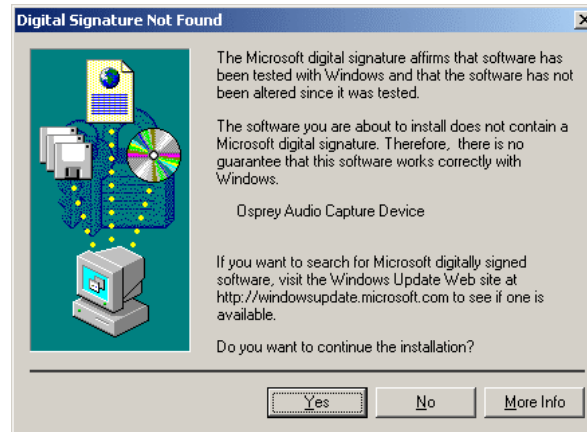 Digital Signature Not Found
The Microsoft digital signature affirms that software has
been tested with Windows and that the software has not
been altered since it was tested.
The software you are about to install does not contain a
Microsoft digital signature. Therefore, there is no
guarantee that this software works correctly with
Windows.
Osprey Audio Capture Device
If you want to search for Microsoft digitally signed
software, visit the Windows Update Web site at
http://windowsupdate.microsoft.com to see if one is
available.
Do you want to continue the installation?
Yes No More Info